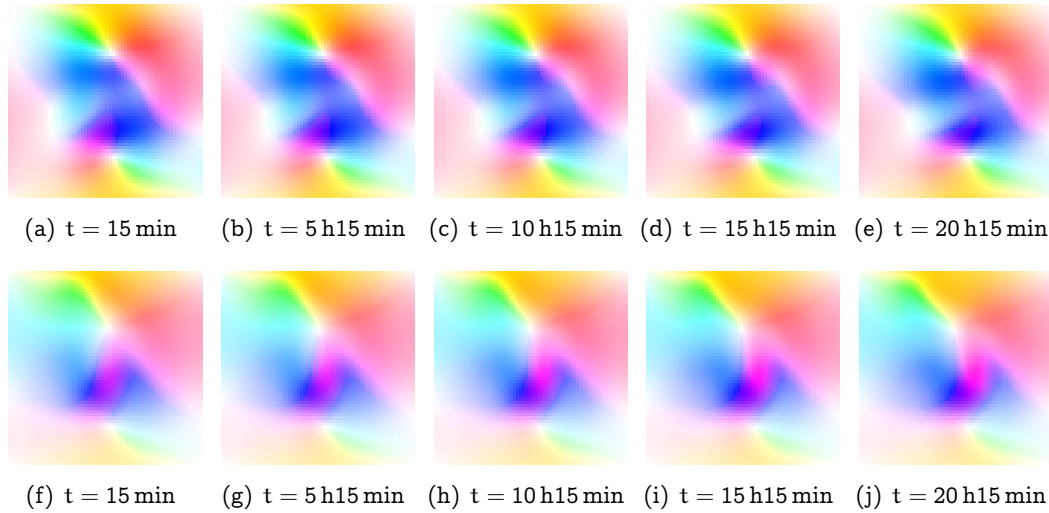 (a) t = 15 min (b) t = 5 h15 min (c) t = 10 h15 min (d) t = 15 h15 min (e) t = 20 h15 min
(f) t = 15 min (g) t = 5 h15 min (h) t = 10 h15 min (i) t = 15 h15 min (j) t = 20 h15 min